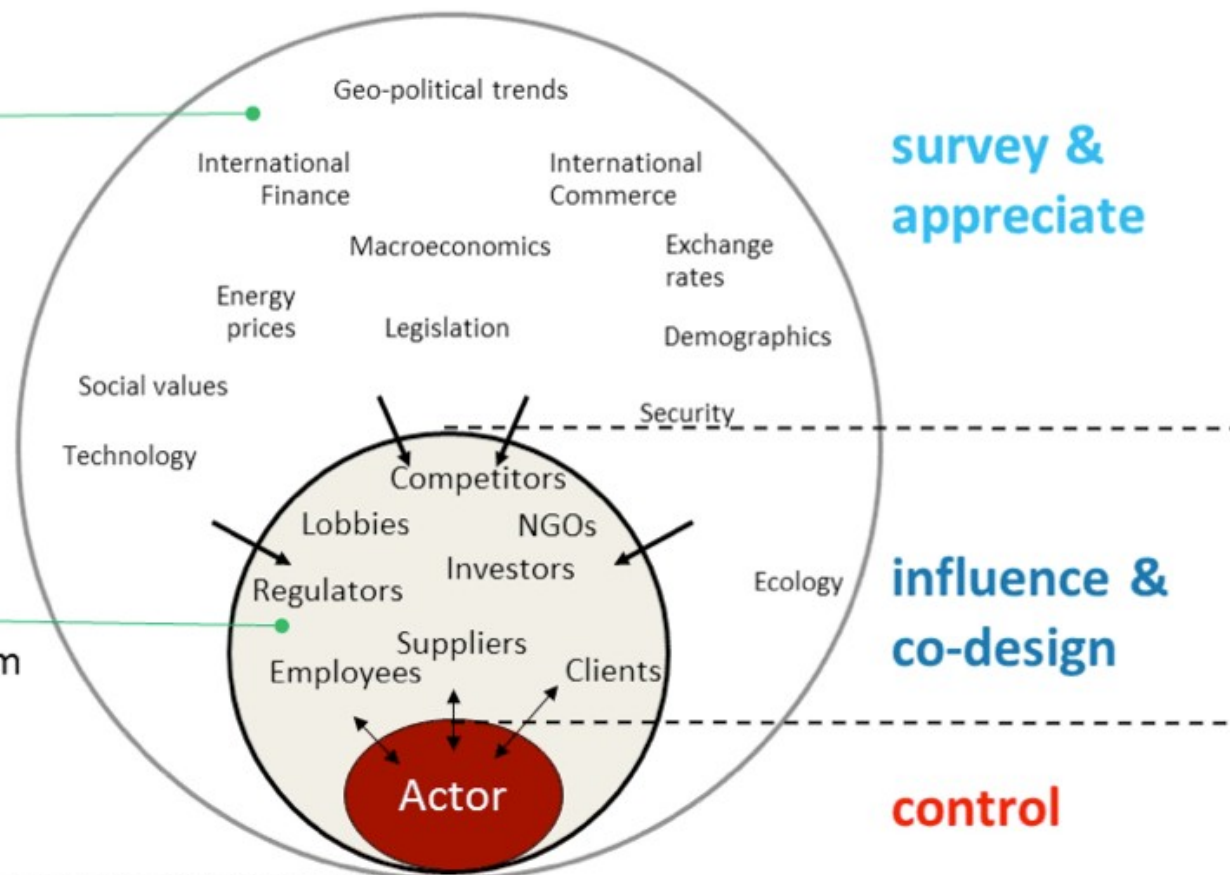 Geo-political trends
survey &
appreciate
International
Finance
International
Commerce
Macroeconomics
Exchange
rates
Energy
prices
Legislation
Demographics
Social values
Security
Technology
Competitors
Lobbies
NGOs
Investors
Regulators
Ecology
influence &
co-design
Suppliers
Employees
Clients
m
Actor
control